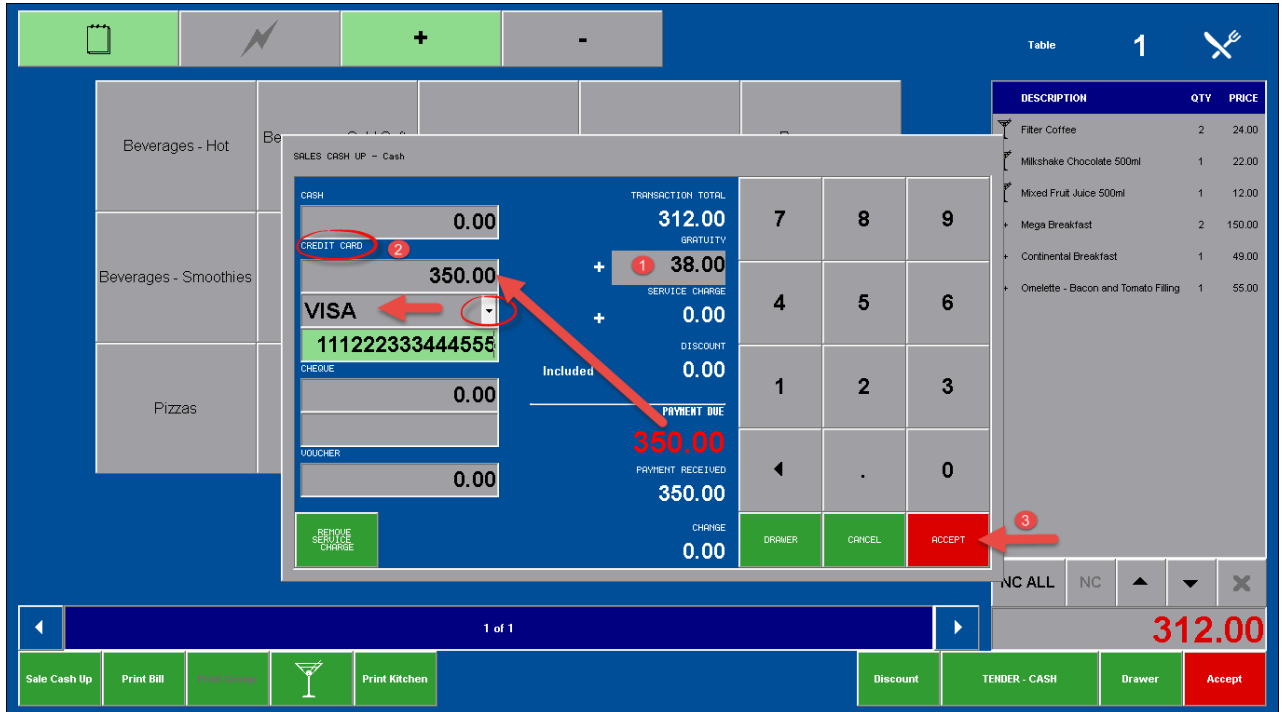 +
-
Table 1
DESCRIPTION QTY PRICE
Filter Coffee 2 24.00
Milkshake Chocolate 500ml 1 22.00
Mixed Fruit Juice 500ml 1 12.00
+ Mega Breakfast 2 150.00
+ Continental Breakfast 1 49.00
+ Omelette - Bacon and Tomato Filling 1 55.00
Beverages - Hot
Beverages - Smoothies
Pizzas
SALES CASH UP - Cash
CASH
0.00
CREDIT CARD 2
350.00
VISA
111222333444555
CHEQUE
0.00
VOUCHER
0.00
REMOVE
SERVICE
CHARGE
TRANSACTION TOTAL
312.00
GRATUITY
+ 1 38.00
SERVICE CHARGE
+ 0.00
DISCOUNT
Included 0.00
PAYMENT DUE
350.00
PAYMENT RECEIVED
350.00
CHANGE
0.00
7 8 9
4 5 6
1 2 3
. 0
DRAWER CANCEL ACCEPT
3
NC ALL NC
1 of 1
312.00
Sale Cash Up Print Bill Print Kitchen Discount TENDER - CASH Drawer Accept